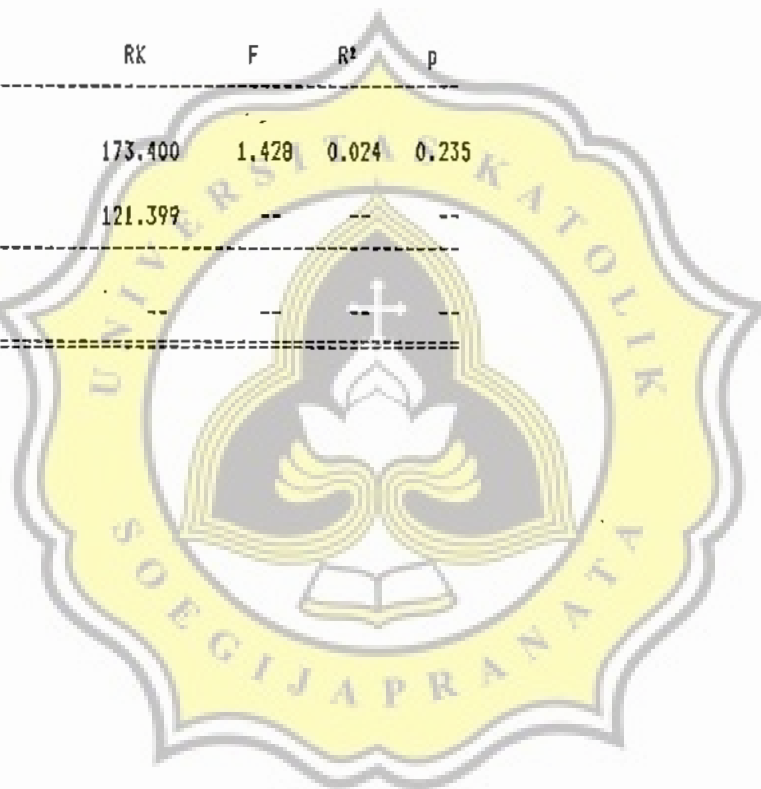 RK F R² p
173.400 1.428 0.024 0.235
121.399 -- -- --
-- -- -- --
UNIVERSITAS KATOLIK
SOEGIJAPRANATA